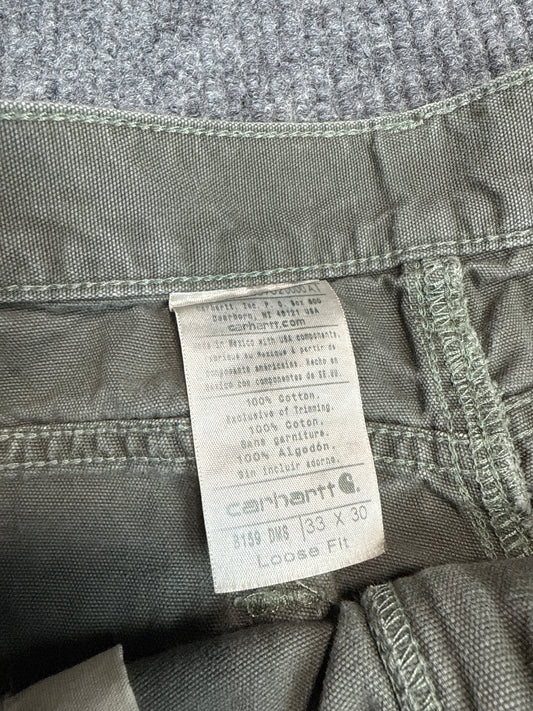 Carhartt, Inc. P. O. Box 600
Dearborn, MI 48121 USA
carhartt.com
Made in Mexico with USA components.
Fabriqué au Mexique à partir de
composants américains. Hecho en
México con componentes de EE.UU.
100% Cotton.
Exclusive of Trimming.
100% Coton.
Sans garniture.
100% Algodón.
Sin incluir adorno.
carhartt
B159 DMS 33 X 30
Loose Fit